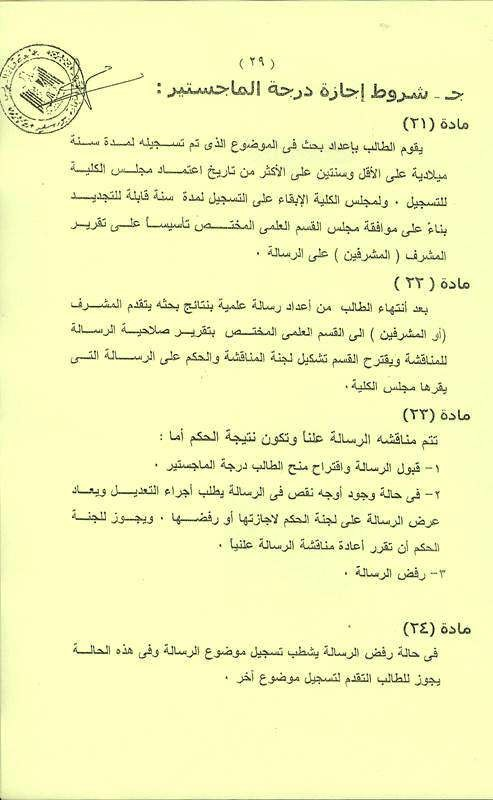 ( ٢٩ )
جـ - شروط إجازة درجة الماجستير :
مادة (٢١)
يقوم الطالب بإعداد بحث فى الموضوع الذى تم تسجيله لمدة سنة
ميلادية على الأقل وسنتين على الأكثر من تاريخ اعتماد مجلس الكلية
للتسجيل . ولمجلس الكلية الإبقاء على التسجيل لمدة سنة قابلة للتجديد
بناءً على موافقة مجلس القسم العلمى المختص تأسيساً على تقرير
المشرف ( المشرفين ) على الرسالة .
مادة ( ٢٢ )
بعد أنتهاء الطالب من أعداد رسالة علمية بنتائج بحثه يتقدم المشرف
(أو المشرفين ) الى القسم العلمى المختص بتقرير صلاحية الرسالة
للمناقشة ويقترح القسم تشكيل لجنة المناقشة والحكم على الرسالة التى
يقرها مجلس الكلية.
مادة (٢٣)
تتم مناقشه الرسالة علناً وتكون نتيجة الحكم أما :
١- قبول الرسالة واقتراح منح الطالب درجة الماجستير .
٢- فى حالة وجود أوجه نقص فى الرسالة يطلب أجراء التعديل ويعاد
عرض الرسالة على لجنة الحكم لاجازتها أو رفضها . ويجوز للجنة
الحكم أن تقرر أعادة مناقشة الرسالة علنياً .
٣- رفض الرسالة .
مادة (٢٤)
فى حالة رفض الرسالة يشطب تسجيل موضوع الرسالة وفى هذه الحالة
يجوز للطالب التقدم لتسجيل موضوع أخر .